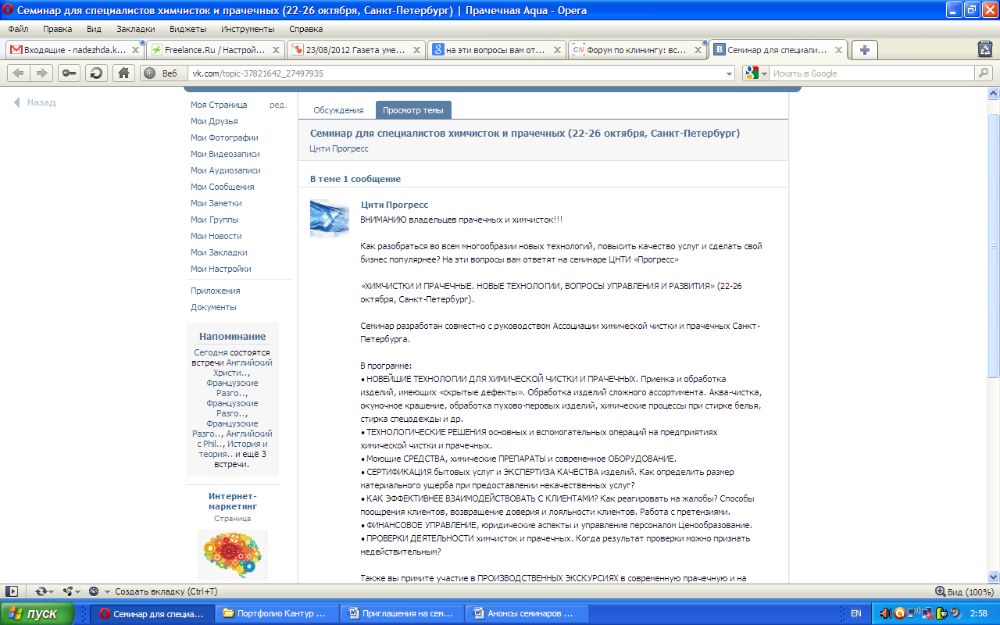 Семинар для специалистов химчисток и прачечных (22-26 октября, Санкт-Петербург) | Прачечная Aqua - Opera
Файл Правка Вид Закладки Виджеты Инструменты Справка
Входящие - nadezhda.k... Freelance.Ru / Настрой... 23/08/2012 Газета уме... на эти вопросы вам от... Форум по клинингу: вс... Семинар для специали...
Веб vk.com/topic-37821642_27497935 Искать в Google
Назад
Моя Страница ред.
Мои Друзья
Мои Фотографии
Мои Видеозаписи
Мои Аудиозаписи
Мои Сообщения
Мои Заметки
Мои Группы
Мои Новости
Мои Закладки
Мои Настройки
Приложения
Документы
Напоминание
Сегодня состоятся
встречи Английский
Христи..,
Французские
Разго..,
Французские
Разго..,
Французские
Разго.., Английский
с Phil.., История и
теория.. и ещё 3
встречи.
Интернет-
маркетинг
Страница
Обсуждения Просмотр темы
Семинар для специалистов химчисток и прачечных (22-26 октября, Санкт-Петербург)
Цнти Прогресс
В теме 1 сообщение
Цнти Прогресс
ВНИМАНИЮ владельцев прачечных и химчисток!!!
Как разобраться во всем многообразии новых технологий, повысить качество услуг и сделать свой
бизнес популярнее? На эти вопросы вам ответят на семинаре ЦНТИ «Прогресс»
«ХИМЧИСТКИ И ПРАЧЕЧНЫЕ. НОВЫЕ ТЕХНОЛОГИИ, ВОПРОСЫ УПРАВЛЕНИЯ И РАЗВИТИЯ» (22-26
октября, Санкт-Петербург).
Семинар разработан совместно с руководством Ассоциации химической чистки и прачечных Санкт-
Петербурга.
В программе:
• НОВЕЙШИЕ ТЕХНОЛОГИИ ДЛЯ ХИМИЧЕСКОЙ ЧИСТКИ И ПРАЧЕЧНЫХ. Приемка и обработка
изделий, имеющих «скрытые дефекты». Обработка изделий сложного ассортимента. Аква-чистка,
окуночное крашение, обработка пухово-перовых изделий, химические процессы при стирке белья,
стирка спецодежды и др.
• ТЕХНОЛОГИЧЕСКИЕ РЕШЕНИЯ основных и вспомогательных операций на предприятиях
химической чистки и прачечных.
• Моющие СРЕДСТВА, химические ПРЕПАРАТЫ и современное ОБОРУДОВАНИЕ.
• СЕРТИФИКАЦИЯ бытовых услуг и ЭКСПЕРТИЗА КАЧЕСТВА изделий. Как определить размер
материального ущерба при предоставлении некачественных услуг?
• КАК ЭФФЕКТИВНЕЕ ВЗАИМОДЕЙСТВОВАТЬ С КЛИЕНТАМИ? Как реагировать на жалобы? Способы
поощрения клиентов, возвращение доверия и лояльности клиентов. Работа с претензиями.
• ФИНАНСОВОЕ УПРАВЛЕНИЕ, юридические аспекты и управление персоналом Ценообразование.
• ПРОВЕРКИ ДЕЯТЕЛЬНОСТИ химчисток и прачечных. Когда результат проверки можно признать
недействительным?
Также вы примите участие в ПРОИЗВОДСТВЕННЫХ ЭКСКУРСИЯХ в современную прачечную и на
Создать вкладку (Ctrl+T) Вид (100%)
пуск Семинар для специа... Портфолио Кантур ... Приглашения на сем... Анонсы семинаров ... EN 2:58